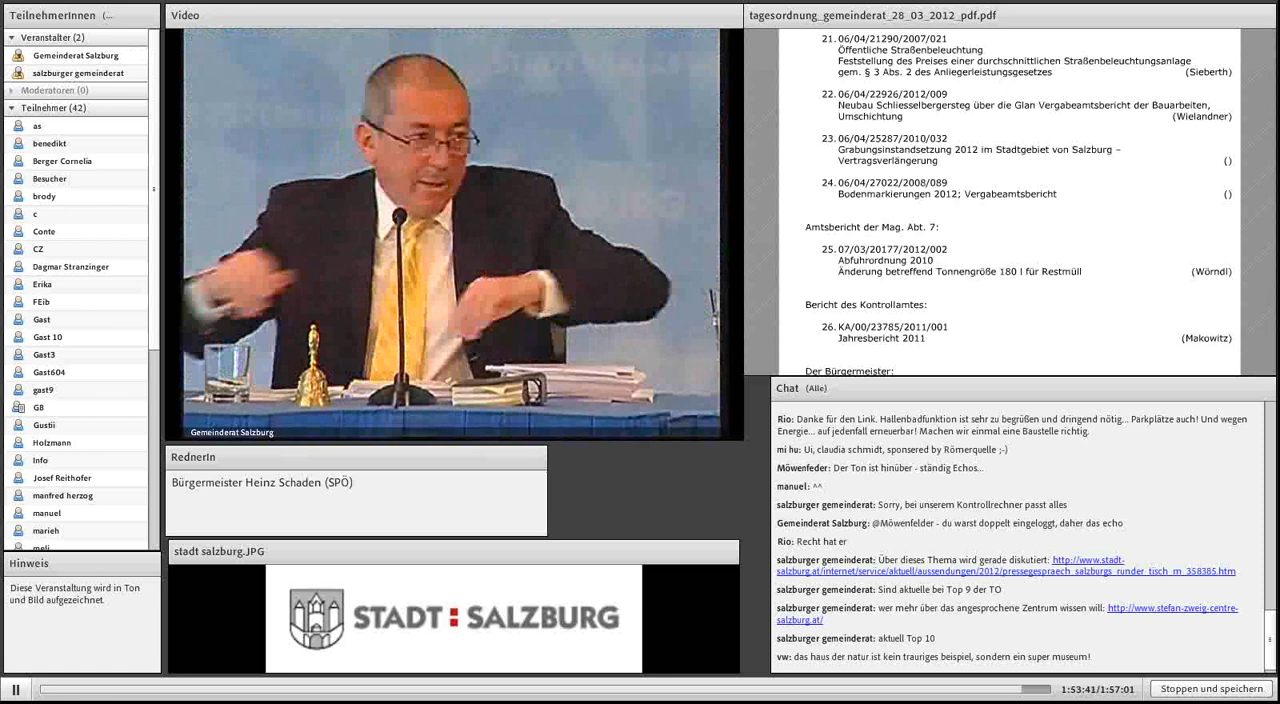 TeilnehmerInnen (...
Veranstalter (2)
Gemeinderat Salzburg
salzburger gemeinderat
Moderatoren (0)
Teilnehmer (42)
as
benedikt
Berger Cornelia
Besucher
brody
c
Conte
CZ
Dagmar Stranzinger
Erika
FEib
Gast
Gast 10
Gast3
Gast604
gast9
GB
Gustii
Holzmann
Info
Josef Reithofer
manfred herzog
manuel
marieh
meli
Hinweis
Diese Veranstaltung wird in Ton
und Bild aufgezeichnet.
Video
Gemeinderat Salzburg
RednerIn
Bürgermeister Heinz Schaden (SPÖ)
stadt salzburg.JPG
STADT : SALZBURG
tagesordnung_gemeinderat_28_03_2012_pdf.pdf
21. 06/04/21290/2007/021
Öffentliche Straßenbeleuchtung
Feststellung des Preises einer durchschnittlichen Straßenbeleuchtungsanlage
gem. § 3 Abs. 2 des Anliegerleistungsgesetzes (Sieberth)
22. 06/04/22926/2012/009
Neubau Schliesselbergersteg über die Glan Vergabeamtsbericht der Bauarbeiten,
Umschichtung (Wielandner)
23. 06/04/25287/2010/032
Grabungsinstandsetzung 2012 im Stadtgebiet von Salzburg –
Vertragsverlängerung ()
24. 06/04/27022/2008/089
Bodenmarkierungen 2012; Vergabeamtsbericht ()
Amtsbericht der Mag. Abt. 7:
25. 07/03/20177/2012/002
Abfuhrordnung 2010
Änderung betreffend Tonnengröße 180 l für Restmüll (Wörndl)
Bericht des Kontrollamtes:
26. KA/00/23785/2011/001
Jahresbericht 2011 (Makowitz)
Der Bürgermeister:
Chat (Alle)
Rio: Danke für den Link. Hallenbadfunktion ist sehr zu begrüßen und dringend nötig... Parkplätze auch! Und wegen
Energie... auf jedenfall erneuerbar! Machen wir einmal eine Baustelle richtig.
mi hu: Ui, claudia schmidt, sponsered by Römerquelle ;-)
Möwenfeder: Der Ton ist hinüber - ständig Echos...
manuel: ^^
salzburger gemeinderat: Sorry, bei unserem Kontrollrechner passt alles
Gemeinderat Salzburg: @Möwenfelder - du warst doppelt eingeloggt, daher das echo
Rio: Recht hat er
salzburger gemeinderat: Über dieses Thema wird gerade diskutiert: http://www.stadt-
salzburg.at/internet/service/aktuell/aussendungen/2012/pressegespraech_salzburgs_runder_tisch_m_358385.htm
salzburger gemeinderat: Sind aktuelle bei Top 9 der TO
salzburger gemeinderat: wer mehr über das angesprochene Zentrum wissen will: http://www.stefan-zweig-centre-
salzburg.at/
salzburger gemeinderat: aktuell Top 10
vw: das haus der natur ist kein trauriges beispiel, sondern ein super museum!
1:53:41/1:57:01
Stoppen und speichern